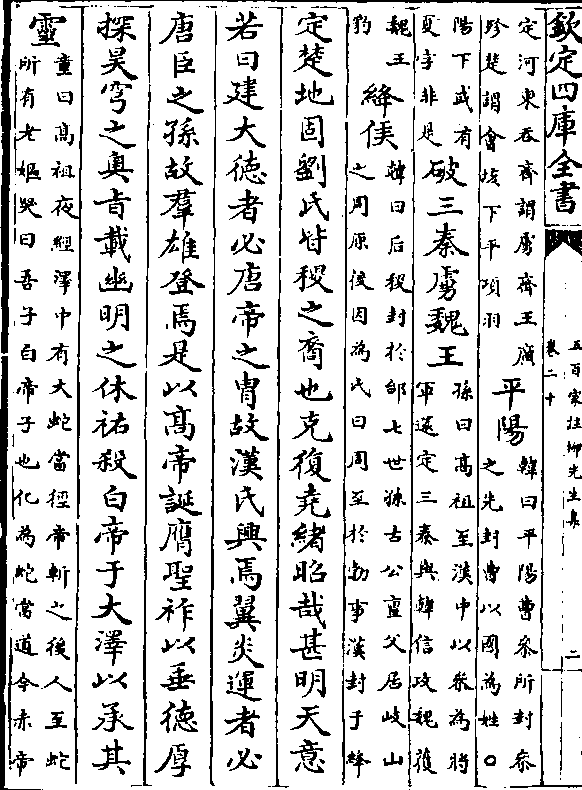 欽定四庫全書
五百家注柳先生集
卷二十
二
定河東吞齊謂虜齊王廣
珍楚謂會垓下平項羽
平陽
韓曰平陽曹參所封參
之先封曹以國為姓○
孫曰高祖至漢中以參為將
軍還定三秦與韓信攻魏獲
陽下或有
夏字非是
破三秦虜魏王
魏王
豹
絳侯
韓曰后稷封於邰七世孫古公亶父居岐山
之周原後因為氏曰周至於勃事漢封于絳
定楚地固劉氏皆稷之裔也克復堯緒昭哉甚明天意
若曰建大德者必唐帝之胄故漢氏興焉翼炎運者必
唐臣之孫故羣雄登焉是以髙帝誕膺聖祚以垂德厚
探昊穹之奥㫖載幽明之休祐殺白帝于大澤以承其
靈
童曰髙祖夜經澤中有大蛇當徑帝斬之後人至蛇
所有老嫗哭曰吾子白帝子也化為蛇當道今赤帝